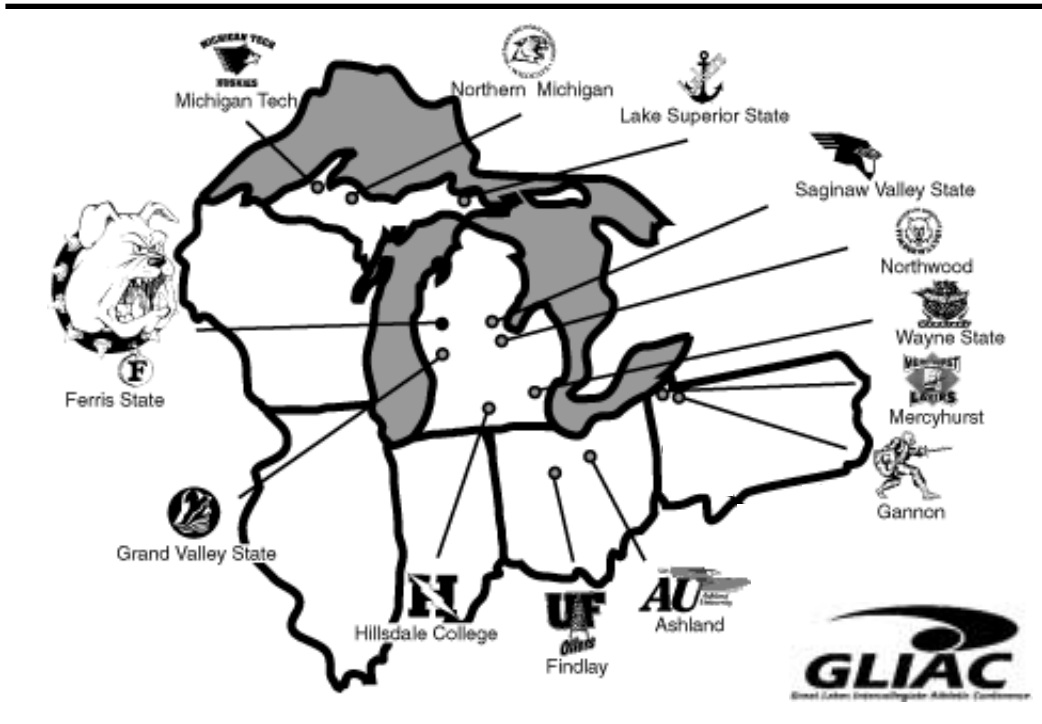 MICHIGAN TECH
HUSKIES
Michigan Tech
WILDCATS
Northern Michigan
Lake Superior State
Saginaw Valley State
Northwood
Wayne State
MERCYHURST
LAKERS
Mercyhurst
Gannon
F
Ferris State
Grand Valley State
H
Hillsdale College
UF
Oilers
Findlay
AU
Ashland
University
Ashland
GLIAC
Great Lakes Intercollegiate Athletic Conference